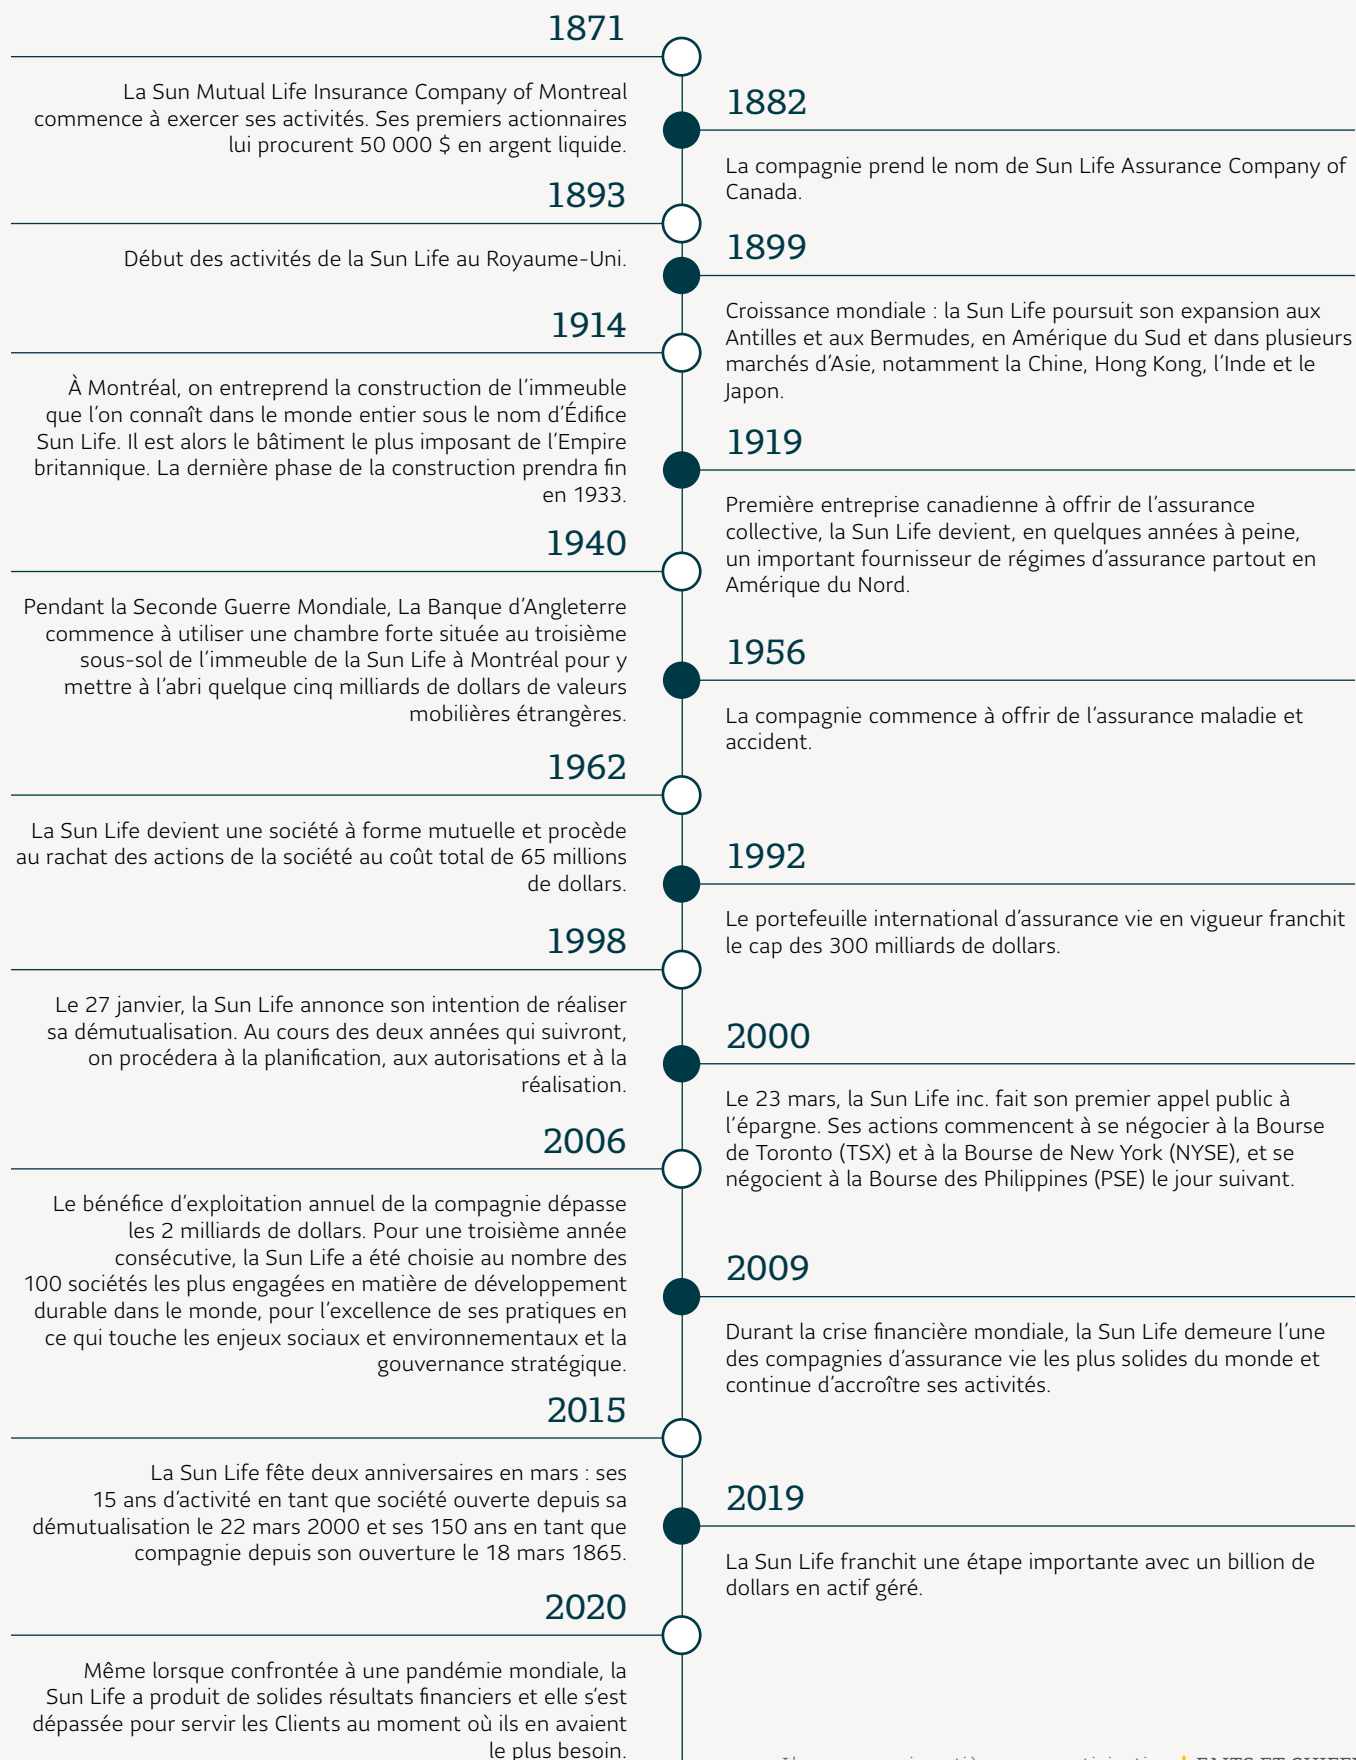 1871
La Sun Mutual Life Insurance Company of Montreal
commence à exercer ses activités. Ses premiers actionnaires
lui procurent 50 000 $ en argent liquide.
1882
La compagnie prend le nom de Sun Life Assurance Company of
Canada.
1893
Début des activités de la Sun Life au Royaume-Uni.
1899
Croissance mondiale : la Sun Life poursuit son expansion aux
Antilles et aux Bermudes, en Amérique du Sud et dans plusieurs
marchés d’Asie, notamment la Chine, Hong Kong, l’Inde et le
Japon.
1914
À Montréal, on entreprend la construction de l’immeuble
que l’on connaît dans le monde entier sous le nom d’Édifice
Sun Life. Il est alors le bâtiment le plus imposant de l’Empire
britannique. La dernière phase de la construction prendra fin
en 1933.
1919
Première entreprise canadienne à offrir de l’assurance
collective, la Sun Life devient, en quelques années à peine,
un important fournisseur de régimes d’assurance partout en
Amérique du Nord.
1940
Pendant la Seconde Guerre Mondiale, La Banque d’Angleterre
commence à utiliser une chambre forte située au troisième
sous-sol de l’immeuble de la Sun Life à Montréal pour y
mettre à l’abri quelque cinq milliards de dollars de valeurs
mobilières étrangères.
1956
La compagnie commence à offrir de l’assurance maladie et
accident.
1962
La Sun Life devient une société à forme mutuelle et procède
au rachat des actions de la société au coût total de 65 millions
de dollars.
1992
Le portefeuille international d’assurance vie en vigueur franchit
le cap des 300 milliards de dollars.
1998
Le 27 janvier, la Sun Life annonce son intention de réaliser
sa démutualisation. Au cours des deux années qui suivront,
on procédera à la planification, aux autorisations et à la
réalisation.
2000
Le 23 mars, la Sun Life inc. fait son premier appel public à
l’épargne. Ses actions commencent à se négocier à la Bourse
de Toronto (TSX) et à la Bourse de New York (NYSE), et se
négocient à la Bourse des Philippines (PSE) le jour suivant.
2006
Le bénéfice d’exploitation annuel de la compagnie dépasse
les 2 milliards de dollars. Pour une troisième année
consécutive, la Sun Life a été choisie au nombre des
100 sociétés les plus engagées en matière de développement
durable dans le monde, pour l’excellence de ses pratiques en
ce qui touche les enjeux sociaux et environnementaux et la
gouvernance stratégique.
2009
Durant la crise financière mondiale, la Sun Life demeure l’une
des compagnies d’assurance vie les plus solides du monde et
continue d’accroître ses activités.
2015
La Sun Life fête deux anniversaires en mars : ses
15 ans d’activité en tant que société ouverte depuis sa
démutualisation le 22 mars 2000 et ses 150 ans en tant que
compagnie depuis son ouverture le 18 mars 1865.
2019
La Sun Life franchit une étape importante avec un billion de
dollars en actif géré.
2020
Même lorsque confrontée à une pandémie mondiale, la
Sun Life a produit de solides résultats financiers et elle s’est
dépassée pour servir les Clients au moment où ils en avaient
le plus besoin.